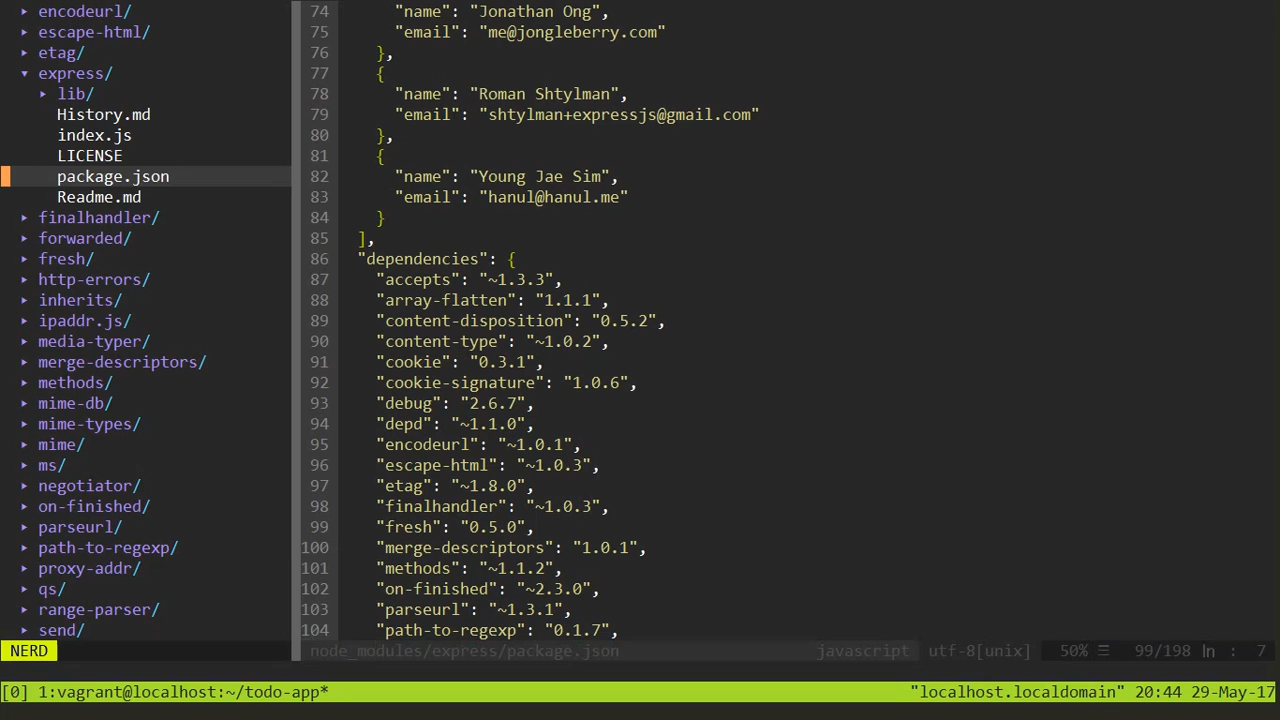 ▸ encodeurl/
▸ escape-html/
▸ etag/
▾ express/
▸ lib/
History.md
index.js
LICENSE
package.json
Readme.md
▸ finalhandler/
▸ forwarded/
▸ fresh/
▸ http-errors/
▸ inherits/
▸ ipaddr.js/
▸ media-typer/
▸ merge-descriptors/
▸ methods/
▸ mime-db/
▸ mime-types/
▸ mime/
▸ ms/
▸ negotiator/
▸ on-finished/
▸ parseurl/
▸ path-to-regexp/
▸ proxy-addr/
▸ qs/
▸ range-parser/
▸ send/
NERD
74 "name": "Jonathan Ong",
75 "email": "me@jongleberry.com"
76 },
77 {
78 "name": "Roman Shtylman",
79 "email": "shtylman+expressjs@gmail.com"
80 },
81 {
82 "name": "Young Jae Sim",
83 "email": "hanul@hanul.me"
84 }
85 ],
86 "dependencies": {
87 "accepts": "~1.3.3",
88 "array-flatten": "1.1.1",
89 "content-disposition": "0.5.2",
90 "content-type": "~1.0.2",
91 "cookie": "0.3.1",
92 "cookie-signature": "1.0.6",
93 "debug": "2.6.7",
94 "depd": "~1.1.0",
95 "encodeurl": "~1.0.1",
96 "escape-html": "~1.0.3",
97 "etag": "~1.8.0",
98 "finalhandler": "~1.0.3",
99 "fresh": "0.5.0",
100 "merge-descriptors": "1.0.1",
101 "methods": "~1.1.2",
102 "on-finished": "~2.3.0",
103 "parseurl": "~1.3.1",
104 "path-to-regexp": "0.1.7",
node_modules/express/package.json javascript utf-8[unix] 50% ☰ 99/198 ln : 7
[0] 1:vagrant@localhost:~/todo-app* "localhost.localdomain" 20:44 29-May-17